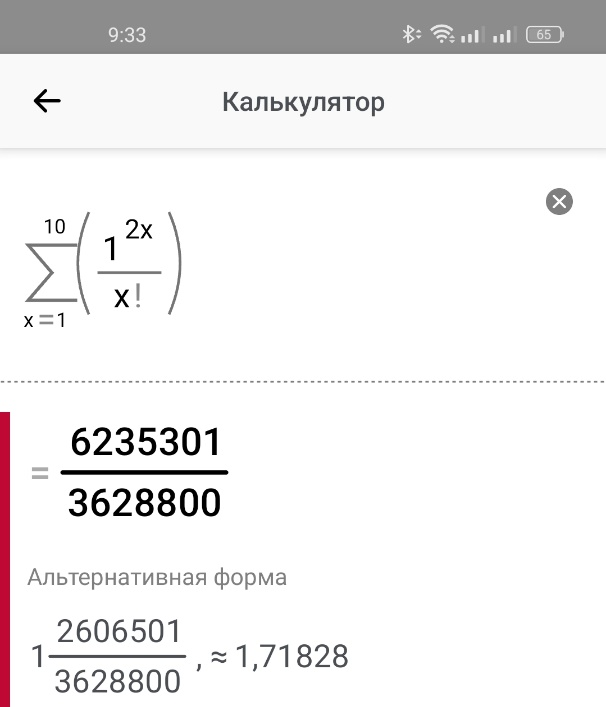 9:33 65
Калькулятор
10
∑ (1^2x / x!)
x=1
= 6235301 / 3628800
Альтернативная форма
1 2606501 / 3628800 , ≈ 1,71828